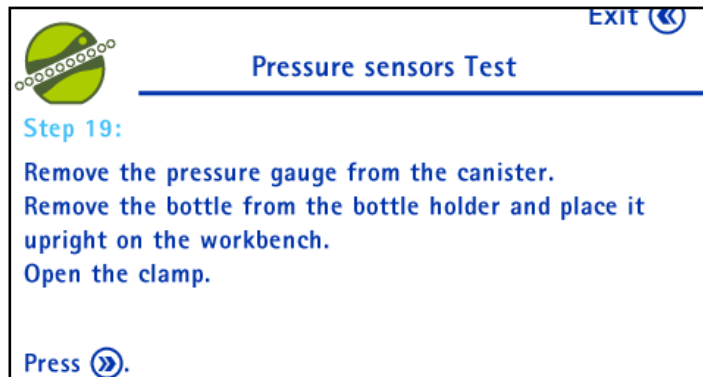 Exit
Pressure sensors Test
Step 19:
Remove the pressure gauge from the canister.
Remove the bottle from the bottle holder and place it
upright on the workbench.
Open the clamp.
Press ».